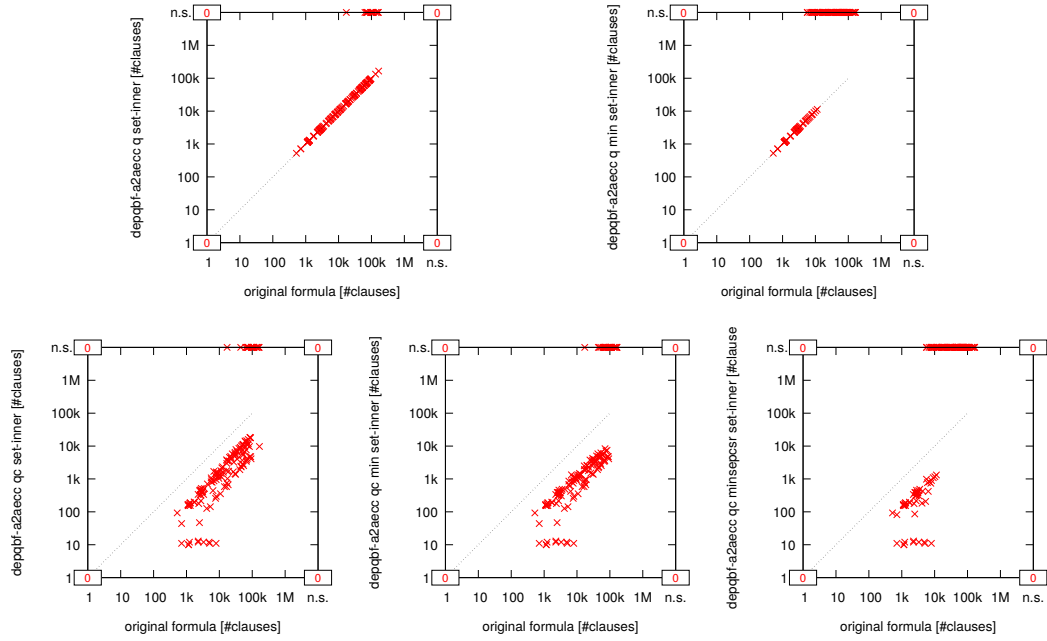 depqbf-a2aecc q set-inner [#clauses]
n.s.
1M
100k
10k
1k
100
10
1
0
0
0
0
1 10 100 1k 10k 100k 1M n.s.
original formula [#clauses]
depqbf-a2aecc q min set-inner [#clauses]
n.s.
1M
100k
10k
1k
100
10
1
0
0
0
0
1 10 100 1k 10k 100k 1M n.s.
original formula [#clauses]
depqbf-a2aecc qc set-inner [#clauses]
n.s.
1M
100k
10k
1k
100
10
1
0
0
0
0
1 10 100 1k 10k 100k 1M n.s.
original formula [#clauses]
depqbf-a2aecc qc min set-inner [#clauses]
n.s.
1M
100k
10k
1k
100
10
1
0
0
0
0
1 10 100 1k 10k 100k 1M n.s.
original formula [#clauses]
depqbf-a2aecc qc minsepcsr set-inner [#clause
n.s.
1M
100k
10k
1k
100
10
1
0
0
0
0
1 10 100 1k 10k 100k 1M n.s.
original formula [#clauses]